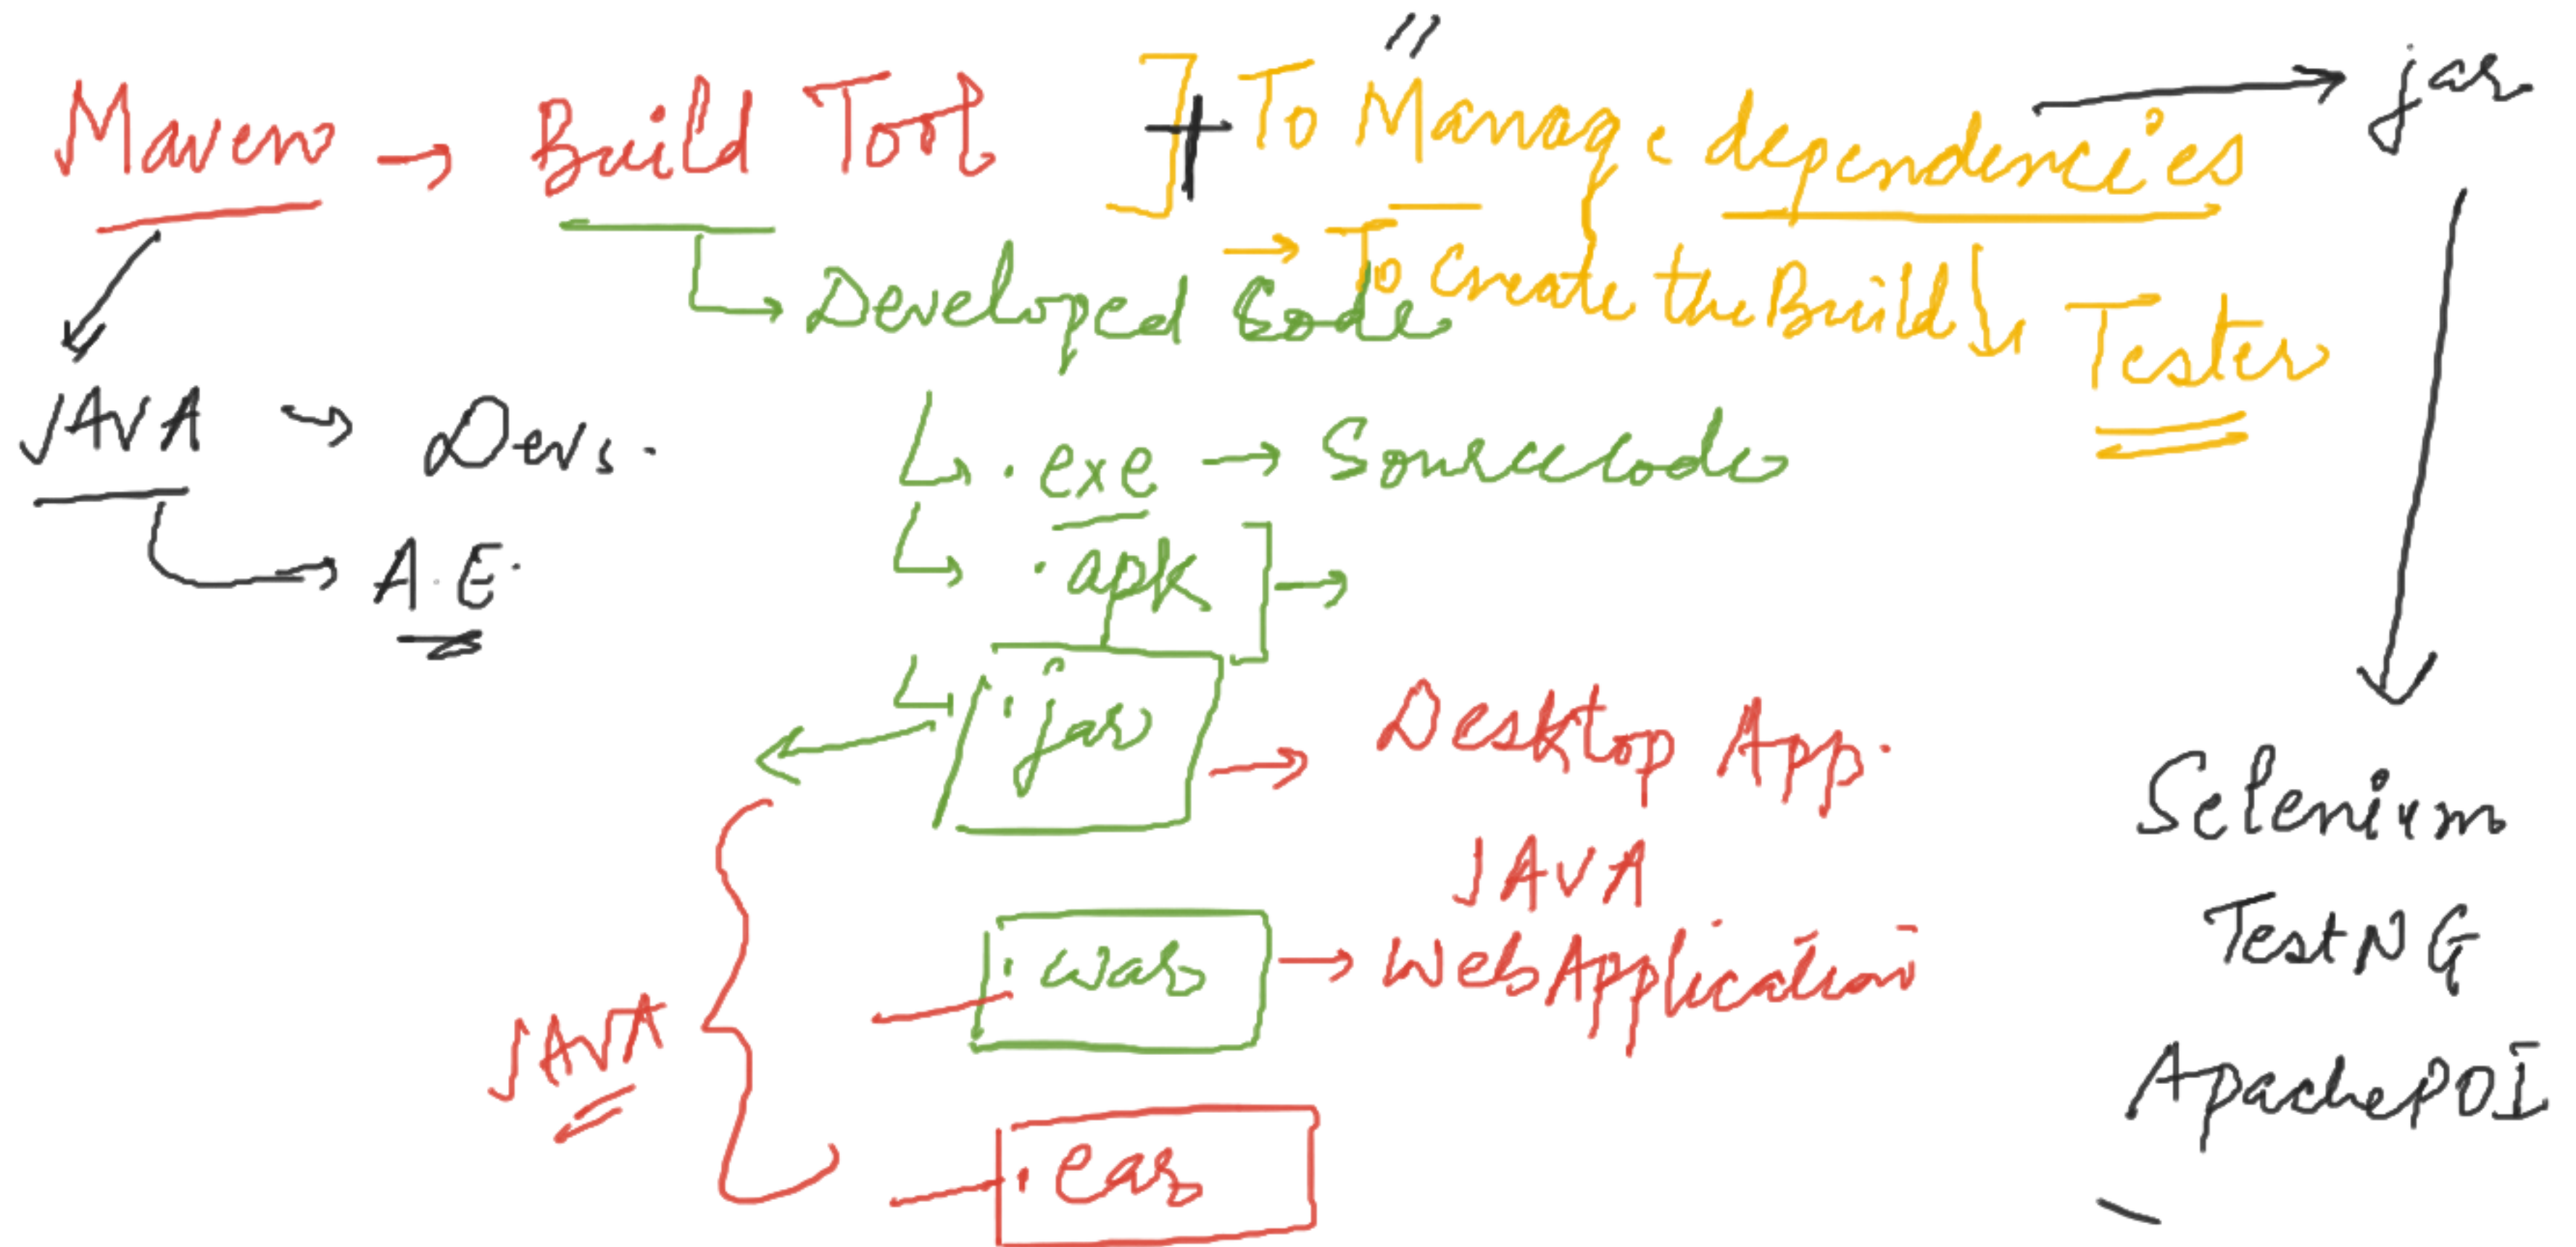 Maven → Build Tool + To Manage dependencies → jar
→ To Create the Build
Developed Code
Tester
JAVA → Devs.
.exe → Sourcecode
A.E.
.apk
.jar → Desktop App.
JAVA
.war → WebApplication
JAVA
.ear
Selenium
TestNG
ApachePOI